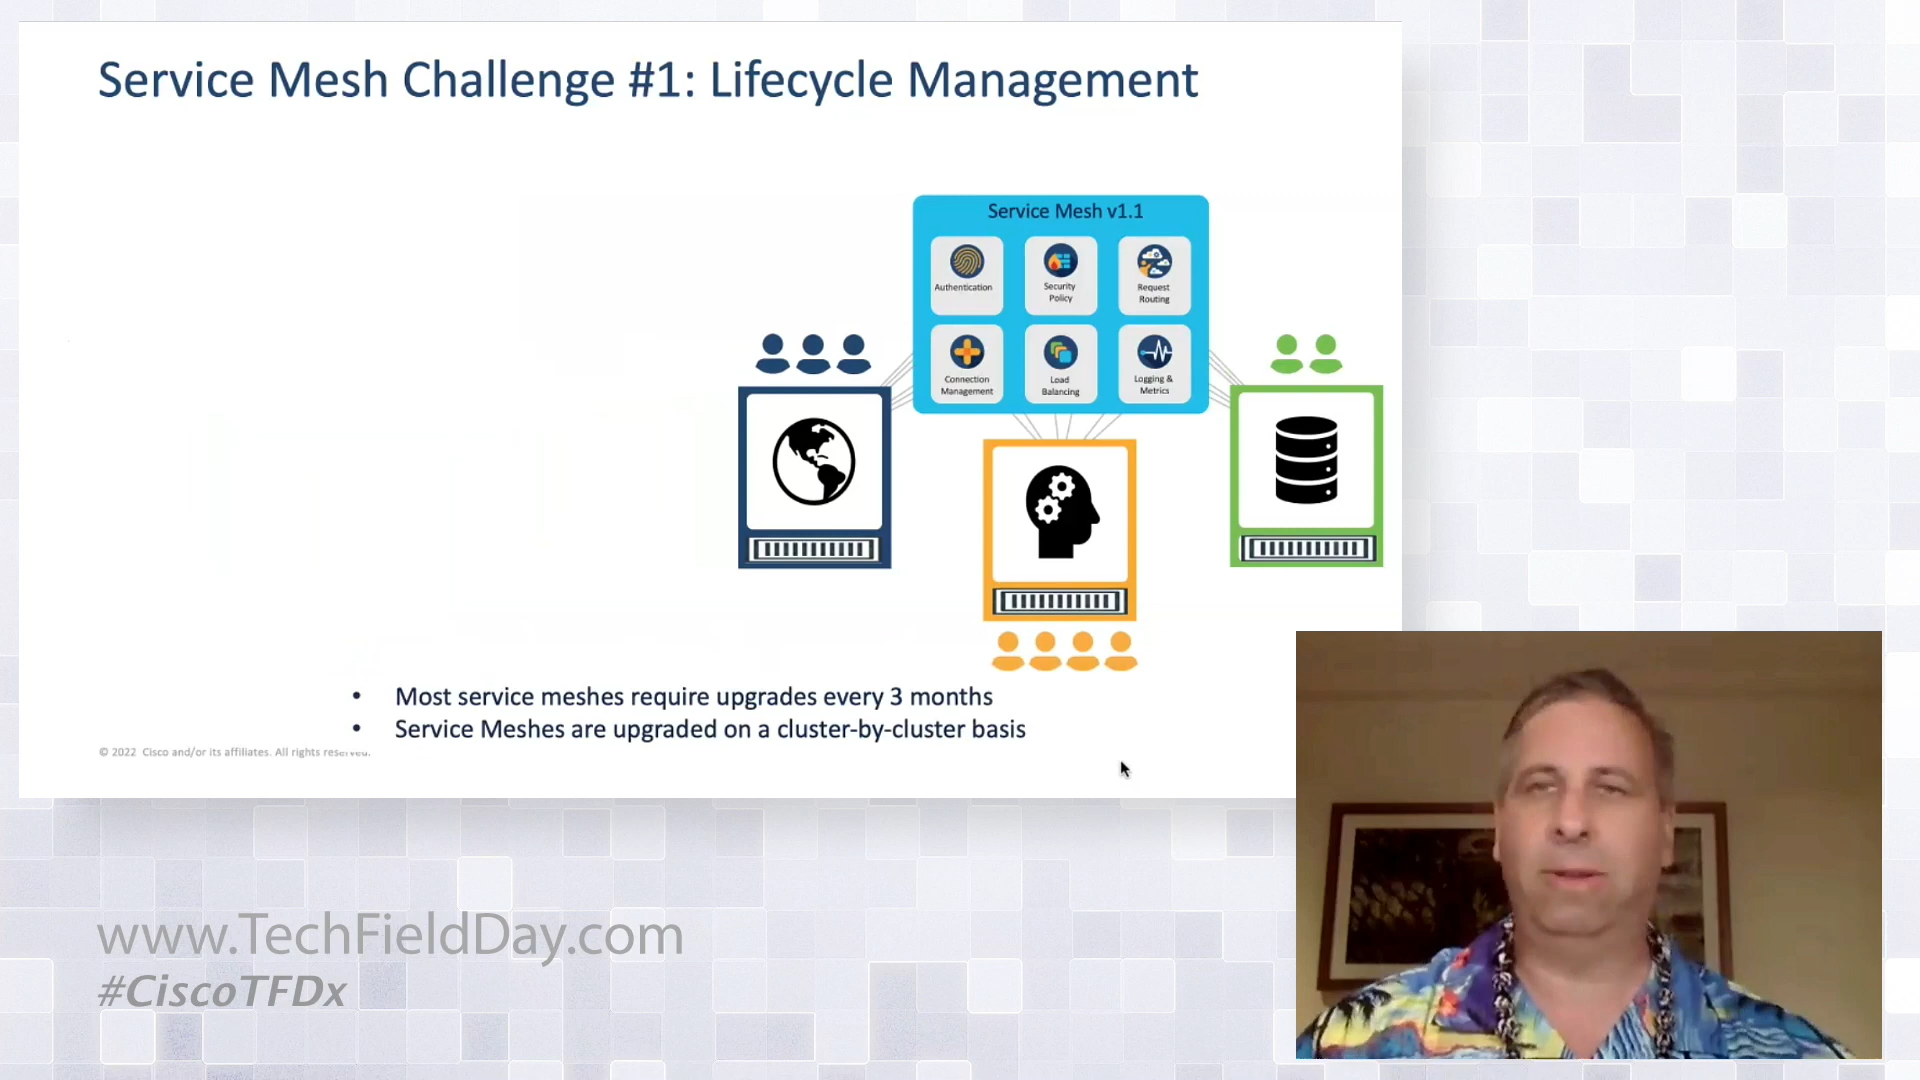 Service Mesh Challenge #1: Lifecycle Management
Service Mesh v1.1
Authentication
Security
Policy
Request
Routing
Connection
Management
Load
Balancing
Logging &
Metrics
• Most service meshes require upgrades every 3 months
• Service Meshes are upgraded on a cluster-by-cluster basis
© 2022 Cisco and/or its affiliates. All rights reserved.
www.TechFieldDay.com
#CiscoTFDx